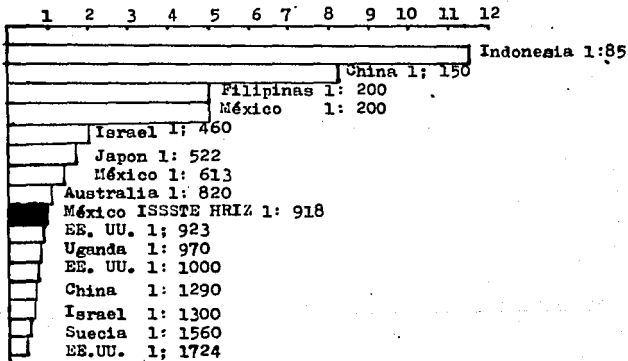 1 2 3 4 5 6 7 8 9 10 11 12
Indonesia 1:85
China 1; 150
Filipinas 1: 200
México 1: 200
Israel 1; 460
Japon 1: 522
México 1: 613
Australia 1: 820
México ISSSTE HRIZ 1: 918
EE. UU. 1; 923
Uganda 1: 970
EE. UU. 1: 1000
China 1: 1290
Israel 1: 1300
Suecia 1: 1560
EE.UU. 1; 1724